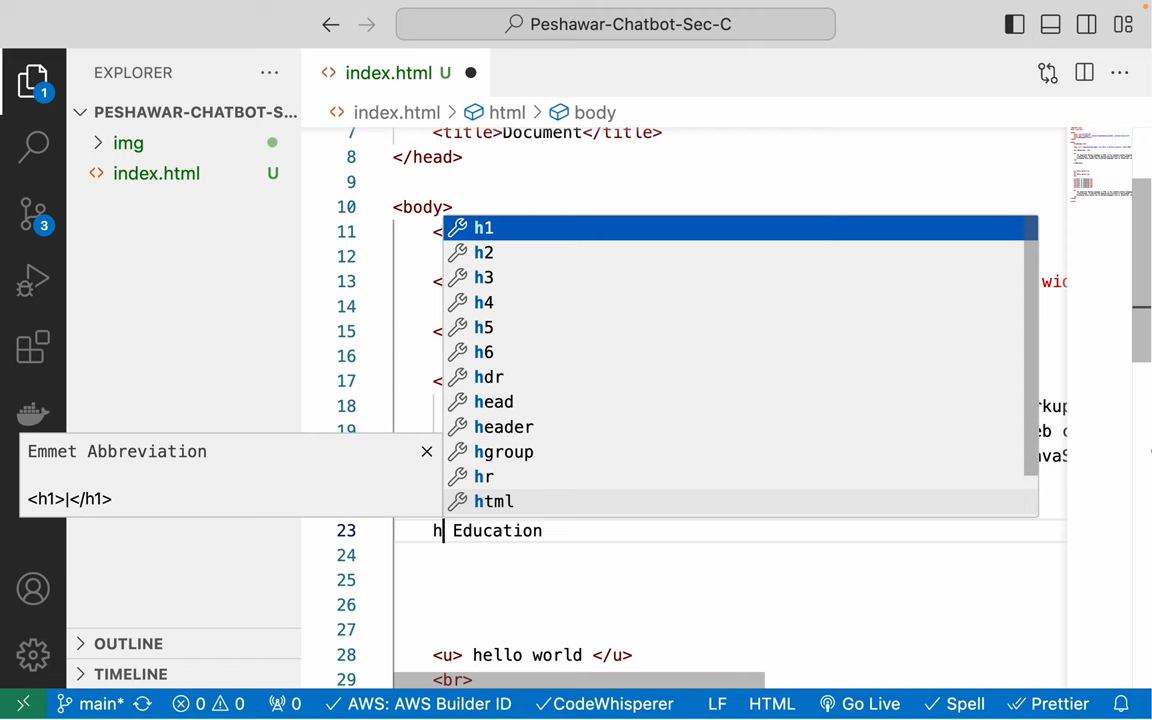 Peshawar-Chatbot-Sec-C
EXPLORER
1
PESHAWAR-CHATBOT-S...
img
index.html U
3
index.html U
index.html > html > body
7 <title>Document</title>
8 </head>
9
10 <body>
11 <
12
13 <
14
15 <
16
17 <
18
19
h1
h2
h3
h4
h5
h6
hdr
head
header
hgroup
hr
html
Emmet Abbreviation
<h1>|</h1>
23 h Education
24
25
26
27
28 <u> hello world </u>
29 <br>
OUTLINE
TIMELINE
main* 0 0 0 AWS: AWS Builder ID CodeWhisperer LF HTML Go Live Spell Prettier